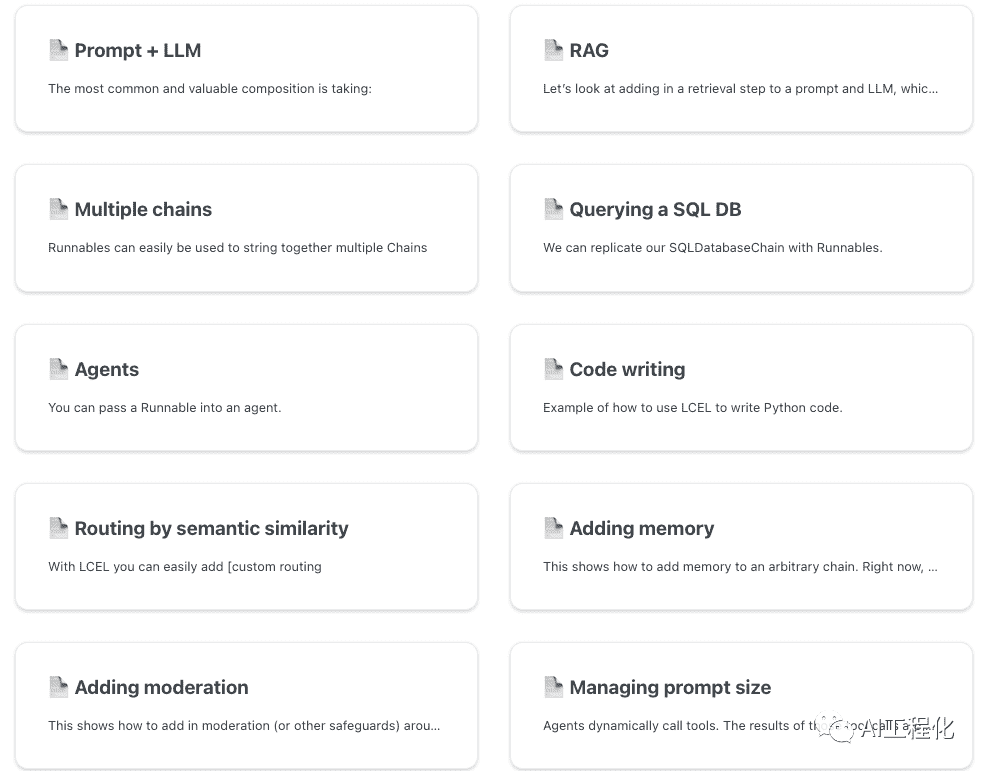 Prompt + LLM
The most common and valuable composition is taking:
RAG
Let’s look at adding in a retrieval step to a prompt and LLM, whic...
Multiple chains
Runnables can easily be used to string together multiple Chains
Querying a SQL DB
We can replicate our SQLDatabaseChain with Runnables.
Agents
You can pass a Runnable into an agent.
Code writing
Example of how to use LCEL to write Python code.
Routing by semantic similarity
With LCEL you can easily add [custom routing
Adding memory
This shows how to add memory to an arbitrary chain. Right now, ...
Adding moderation
This shows how to add in moderation (or other safeguards) arou...
Managing prompt size
Agents dynamically call tools. The results of
AI工程化